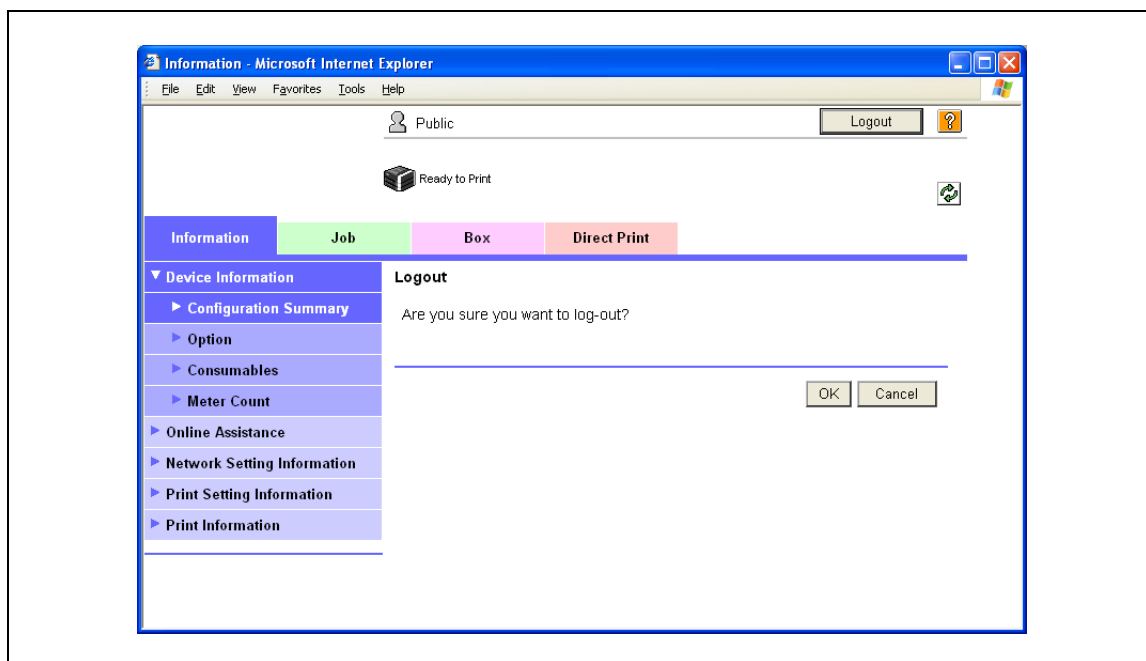 Information - Microsoft Internet Explorer
File Edit View Favorites Tools Help
Public Logout ?
Ready to Print
Information Job Box Direct Print
Device Information
Configuration Summary
Option
Consumables
Meter Count
Online Assistance
Network Setting Information
Print Setting Information
Print Information
Logout
Are you sure you want to log-out?
OK Cancel